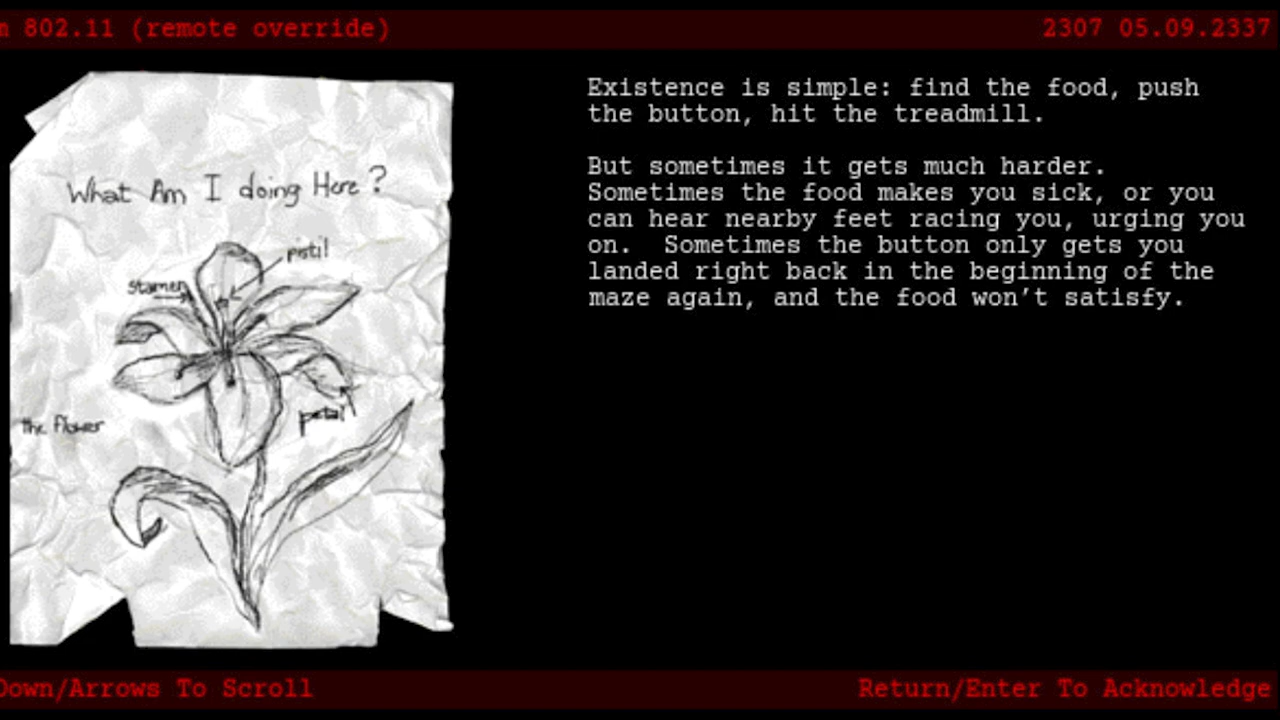 m 802.11 (remote override)
2307 05.09.2337
What Am I doing Here?
pistil
stamen
petal
the flower
Existence is simple: find the food, push
the button, hit the treadmill.
But sometimes it gets much harder.
Sometimes the food makes you sick, or you
can hear nearby feet racing you, urging you
on.  Sometimes the button only gets you
landed right back in the beginning of the
maze again, and the food won’t satisfy.
Down/Arrows To Scroll
Return/Enter To Acknowledge